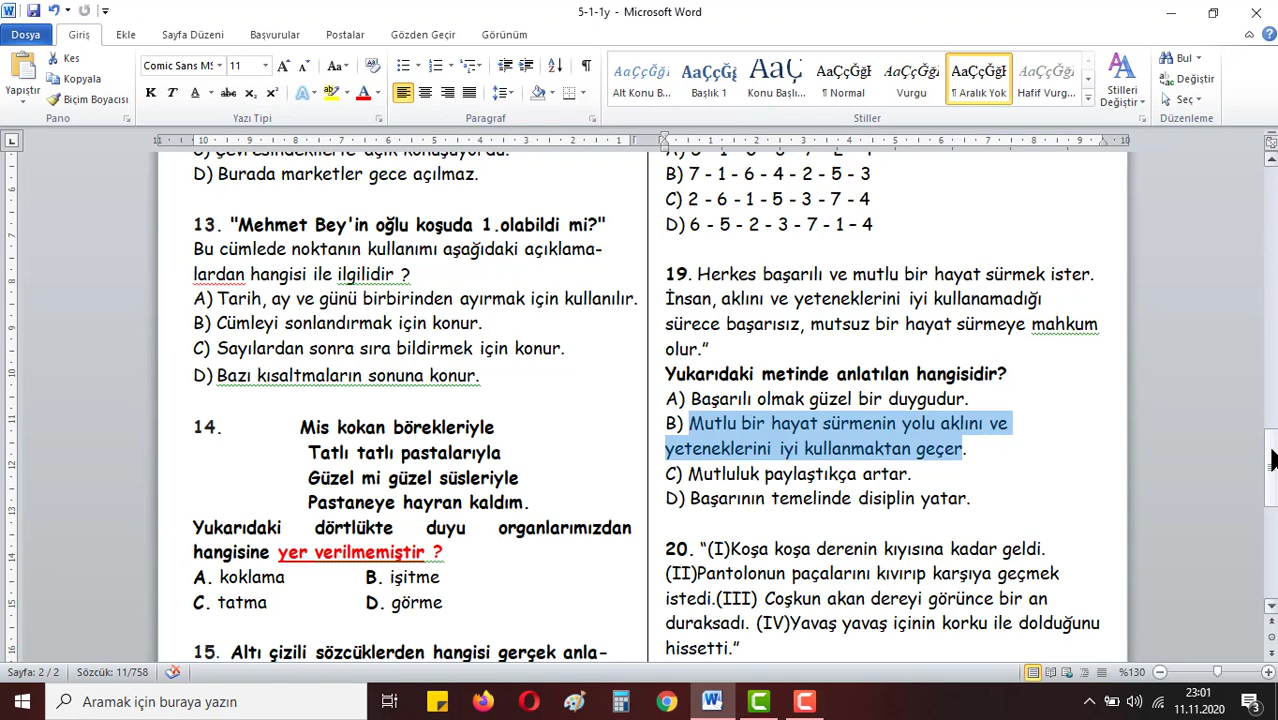 5-1-1y - Microsoft Word
Dosya Giriş Ekle Sayfa Düzeni Başvurular Postalar Gözden Geçir Görünüm
Yapıştır
Kes
Kopyala
Biçim Boyacısı
Pano
Comic Sans MS 11
Yazı Tipi
Paragraf
AaÇçĞğİ AaÇçĞğ AaÇç AaÇçĞğH AaÇçĞğ AaÇçĞğH AaÇçĞğ
Alt Konu B... Başlık 1 Konu Başlı... ¶ Normal Vurgu ¶ Aralık Yok Hafif Vurg...
Stiller
Stilleri Değiştir
Bul
Değiştir
Seç
Düzenleme
D) Burada marketler gece açılmaz.
13. "Mehmet Bey'in oğlu koşuda 1.olabildi mi?"
Bu cümlede noktanın kullanımı aşağıdaki açıklama-
lardan hangisi ile ilgilidir ?
A) Tarih, ay ve günü birbirinden ayırmak için kullanılır.
B) Cümleyi sonlandırmak için konur.
C) Sayılardan sonra sıra bildirmek için konur.
D) Bazı kısaltmaların sonuna konur.
14. Mis kokan börekleriyle
Tatlı tatlı pastalarıyla
Güzel mi güzel süsleriyle
Pastaneye hayran kaldım.
Yukarıdaki dörtlükte duyu organlarımızdan
hangisine yer verilmemiştir ?
A. koklama B. işitme
C. tatma D. görme
15. Altı çizili sözcüklerden hangisi gerçek anla-
B) 7 - 1 - 6 - 4 - 2 - 5 - 3
C) 2 - 6 - 1 - 5 - 3 - 7 - 4
D) 6 - 5 - 2 - 3 - 7 - 1 – 4
19. Herkes başarılı ve mutlu bir hayat sürmek ister.
İnsan, aklını ve yeteneklerini iyi kullanamadığı
sürece başarısız, mutsuz bir hayat sürmeye mahkum
olur.”
Yukarıdaki metinde anlatılan hangisidir?
A) Başarılı olmak güzel bir duygudur.
B) Mutlu bir hayat sürmenin yolu aklını ve
yeteneklerini iyi kullanmaktan geçer.
C) Mutluluk paylaştıkça artar.
D) Başarının temelinde disiplin yatar.
20. “(I)Koşa koşa derenin kıyısına kadar geldi.
(II)Pantolonun paçalarını kıvırıp karşıya geçmek
istedi.(III) Coşkun akan dereyi görünce bir an
duraksadı. (IV)Yavaş yavaş içinin korku ile dolduğunu
hissetti.”
Sayfa: 2 / 2 Sözcük: 11/758 %130
Aramak için buraya yazın
23:01
11.11.2020
3